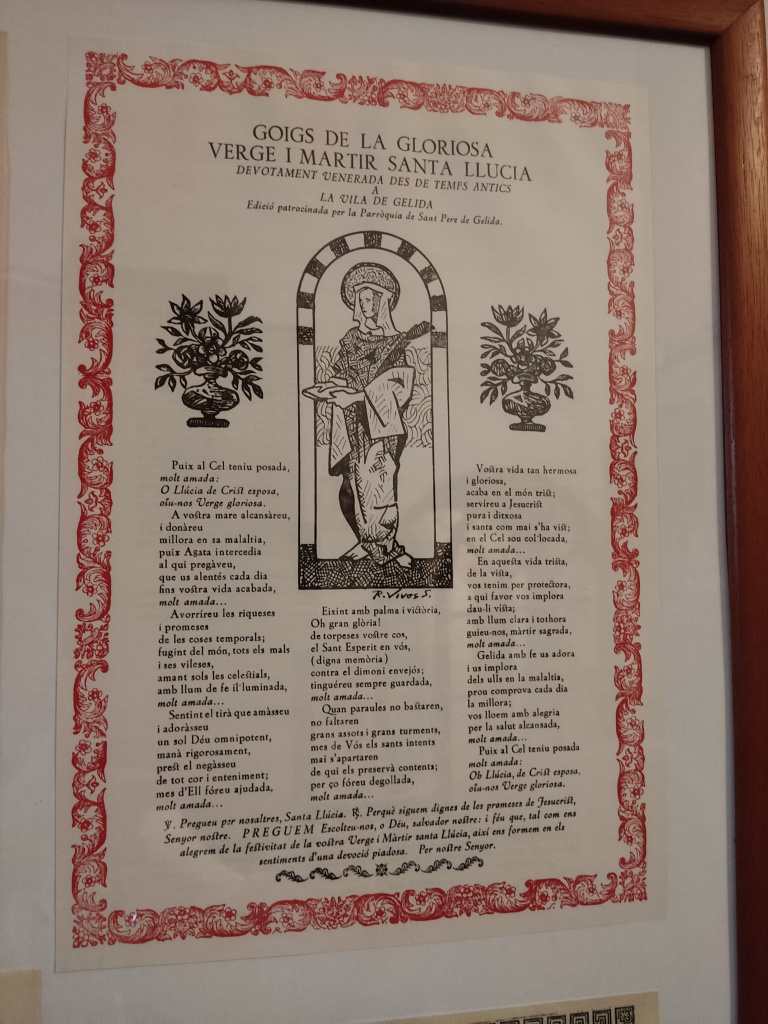 GOIGS DE LA GLORIOSA
VERGE I MARTIR SANTA LLUCIA
DEVOTAMENT VENERADA DES DE TEMPS ANTICS
A
LA VILA DE GELIDA
Edició patrocinada per la Parròquia de Sant Pere de Gelida.
R. Vivos S.
Puix al Cel teniu posada,
molt amada:
O Llúcia de Crist esposa,
oïu-nos Verge gloriosa.
A vostra mare alcansàreu,
i donàreu
millora en sa malaltia,
puix Agata intercedia
al qui pregàveu,
que us alentés cada dia
fins vostra vida acabada,
molt amada...
Avorríreu les riqueses
i promeses
de les coses temporals;
fugint del món, tots els mals
i ses vileses,
amant sols les celestials,
amb llum de fe il·luminada,
molt amada...
Sentint el tirà que amàsseu
i adoràsseu
un sol Déu omnipotent,
manà rigorosament,
prest el negàsseu
de tot cor i enteniment;
mes d'Ell fóreu ajudada,
molt amada...
Eixint amb palma i victòria,
Oh gran glòria!
de torpeses vostre cos,
el Sant Esperit en vós,
(digna memòria)
contra el dimoni envejós;
tinguéreu sempre guardada,
molt amada...
Quan paraules no bastaren,
no faltaren
grans assots i grans turments,
mes de Vós els sants intents
mai s'apartaren
de qui els preservà contents;
per ço fóreu degollada,
molt amada...
Vostra vida tan hermosa
i gloriosa,
acaba en el món trist;
servíreu a Jesucrist
pura i ditxosa
i santa com mai s'ha vist;
en el Cel sou col·locada,
molt amada...
En aquesta vida trista,
de la vista,
vos tenim per protectora,
a qui favor vos implora
dau-li vista;
amb llum clara i tothora
guieu-nos, màrtir sagrada,
molt amada...
Gelida amb fe us adora
i us implora
dels ulls en la malaltia,
prou comprova cada dia
la millora;
vos lloem amb alegria
per la salut alcansada,
molt amada...
Puix al Cel teniu posada
molt amada:
Oh Llúcia, de Crist esposa,
oïu-nos Verge gloriosa.
℣. Pregueu per nosaltres, Santa Llúcia. ℟. Perquè siguem dignes de les promeses de Jesucrist,
Senyor nostre. PREGUEM Escolteu-nos, o Déu, salvador nostre: i féu que, tal com ens
alegrem de la festivitat de la vostra Verge i Màrtir santa Llúcia, així ens formem en els
sentiments d'una devoció piadosa. Per nostre Senyor.